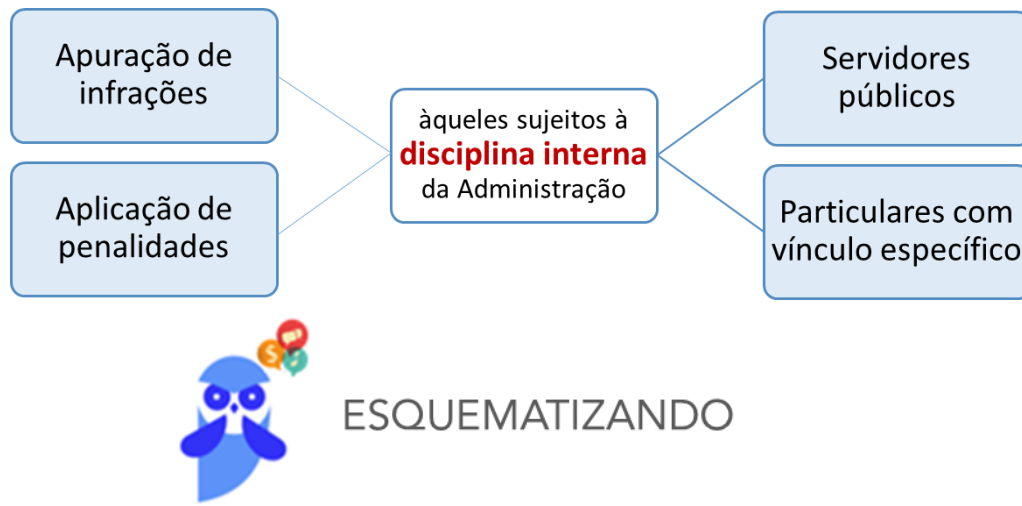 Apuração de
infrações
Aplicação de
penalidades
àqueles sujeitos à
disciplina interna
da Administração
Servidores
públicos
Particulares com
vínculo específico
ESQUEMATIZANDO